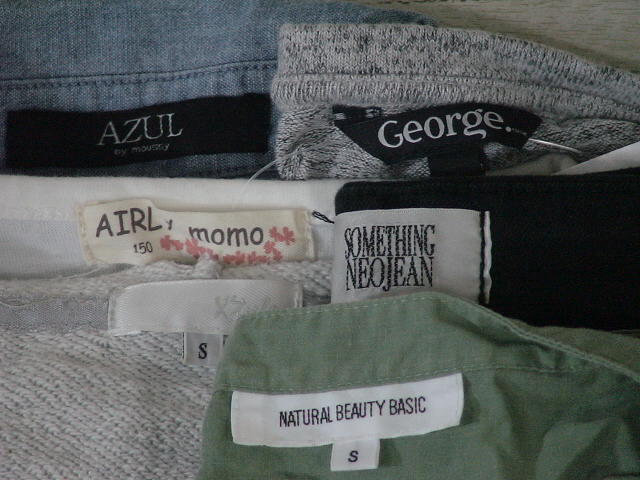 AZUL
by moussy
George.
AIRLy momo
150
SOMETHING
NEOJEAN
S
NATURAL BEAUTY BASIC
S